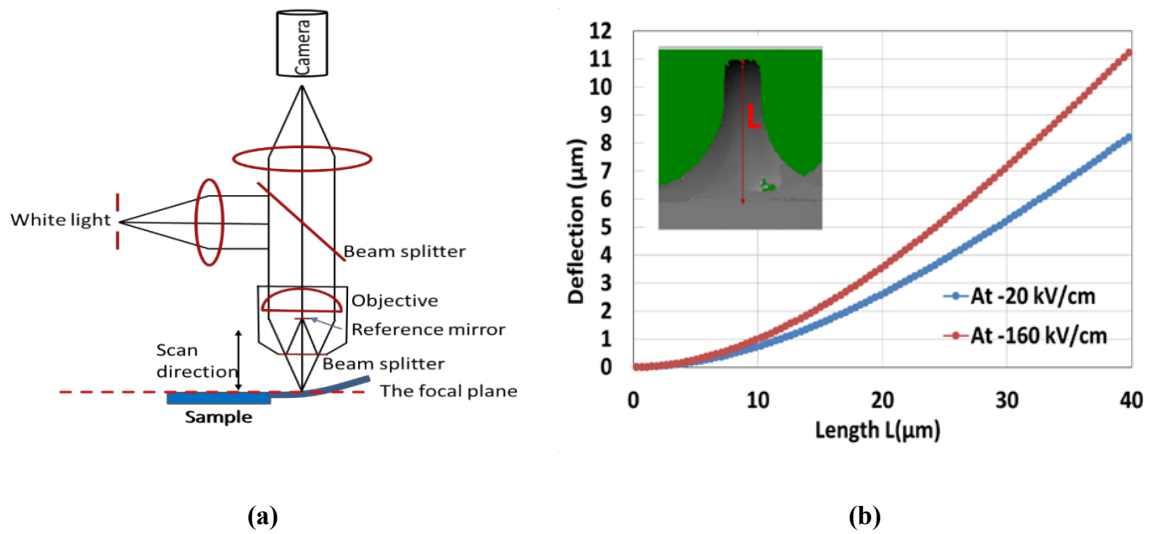 Camera
White light
Beam splitter
Objective
Reference mirror
Scan
direction
Beam splitter
The focal plane
Sample
(a)
Deflection (µm)
12
11
10
9
8
7
6
5
4
3
2
1
0
L
At -20 kV/cm
At -160 kV/cm
0 10 20 30 40
Length L(µm)
(b)